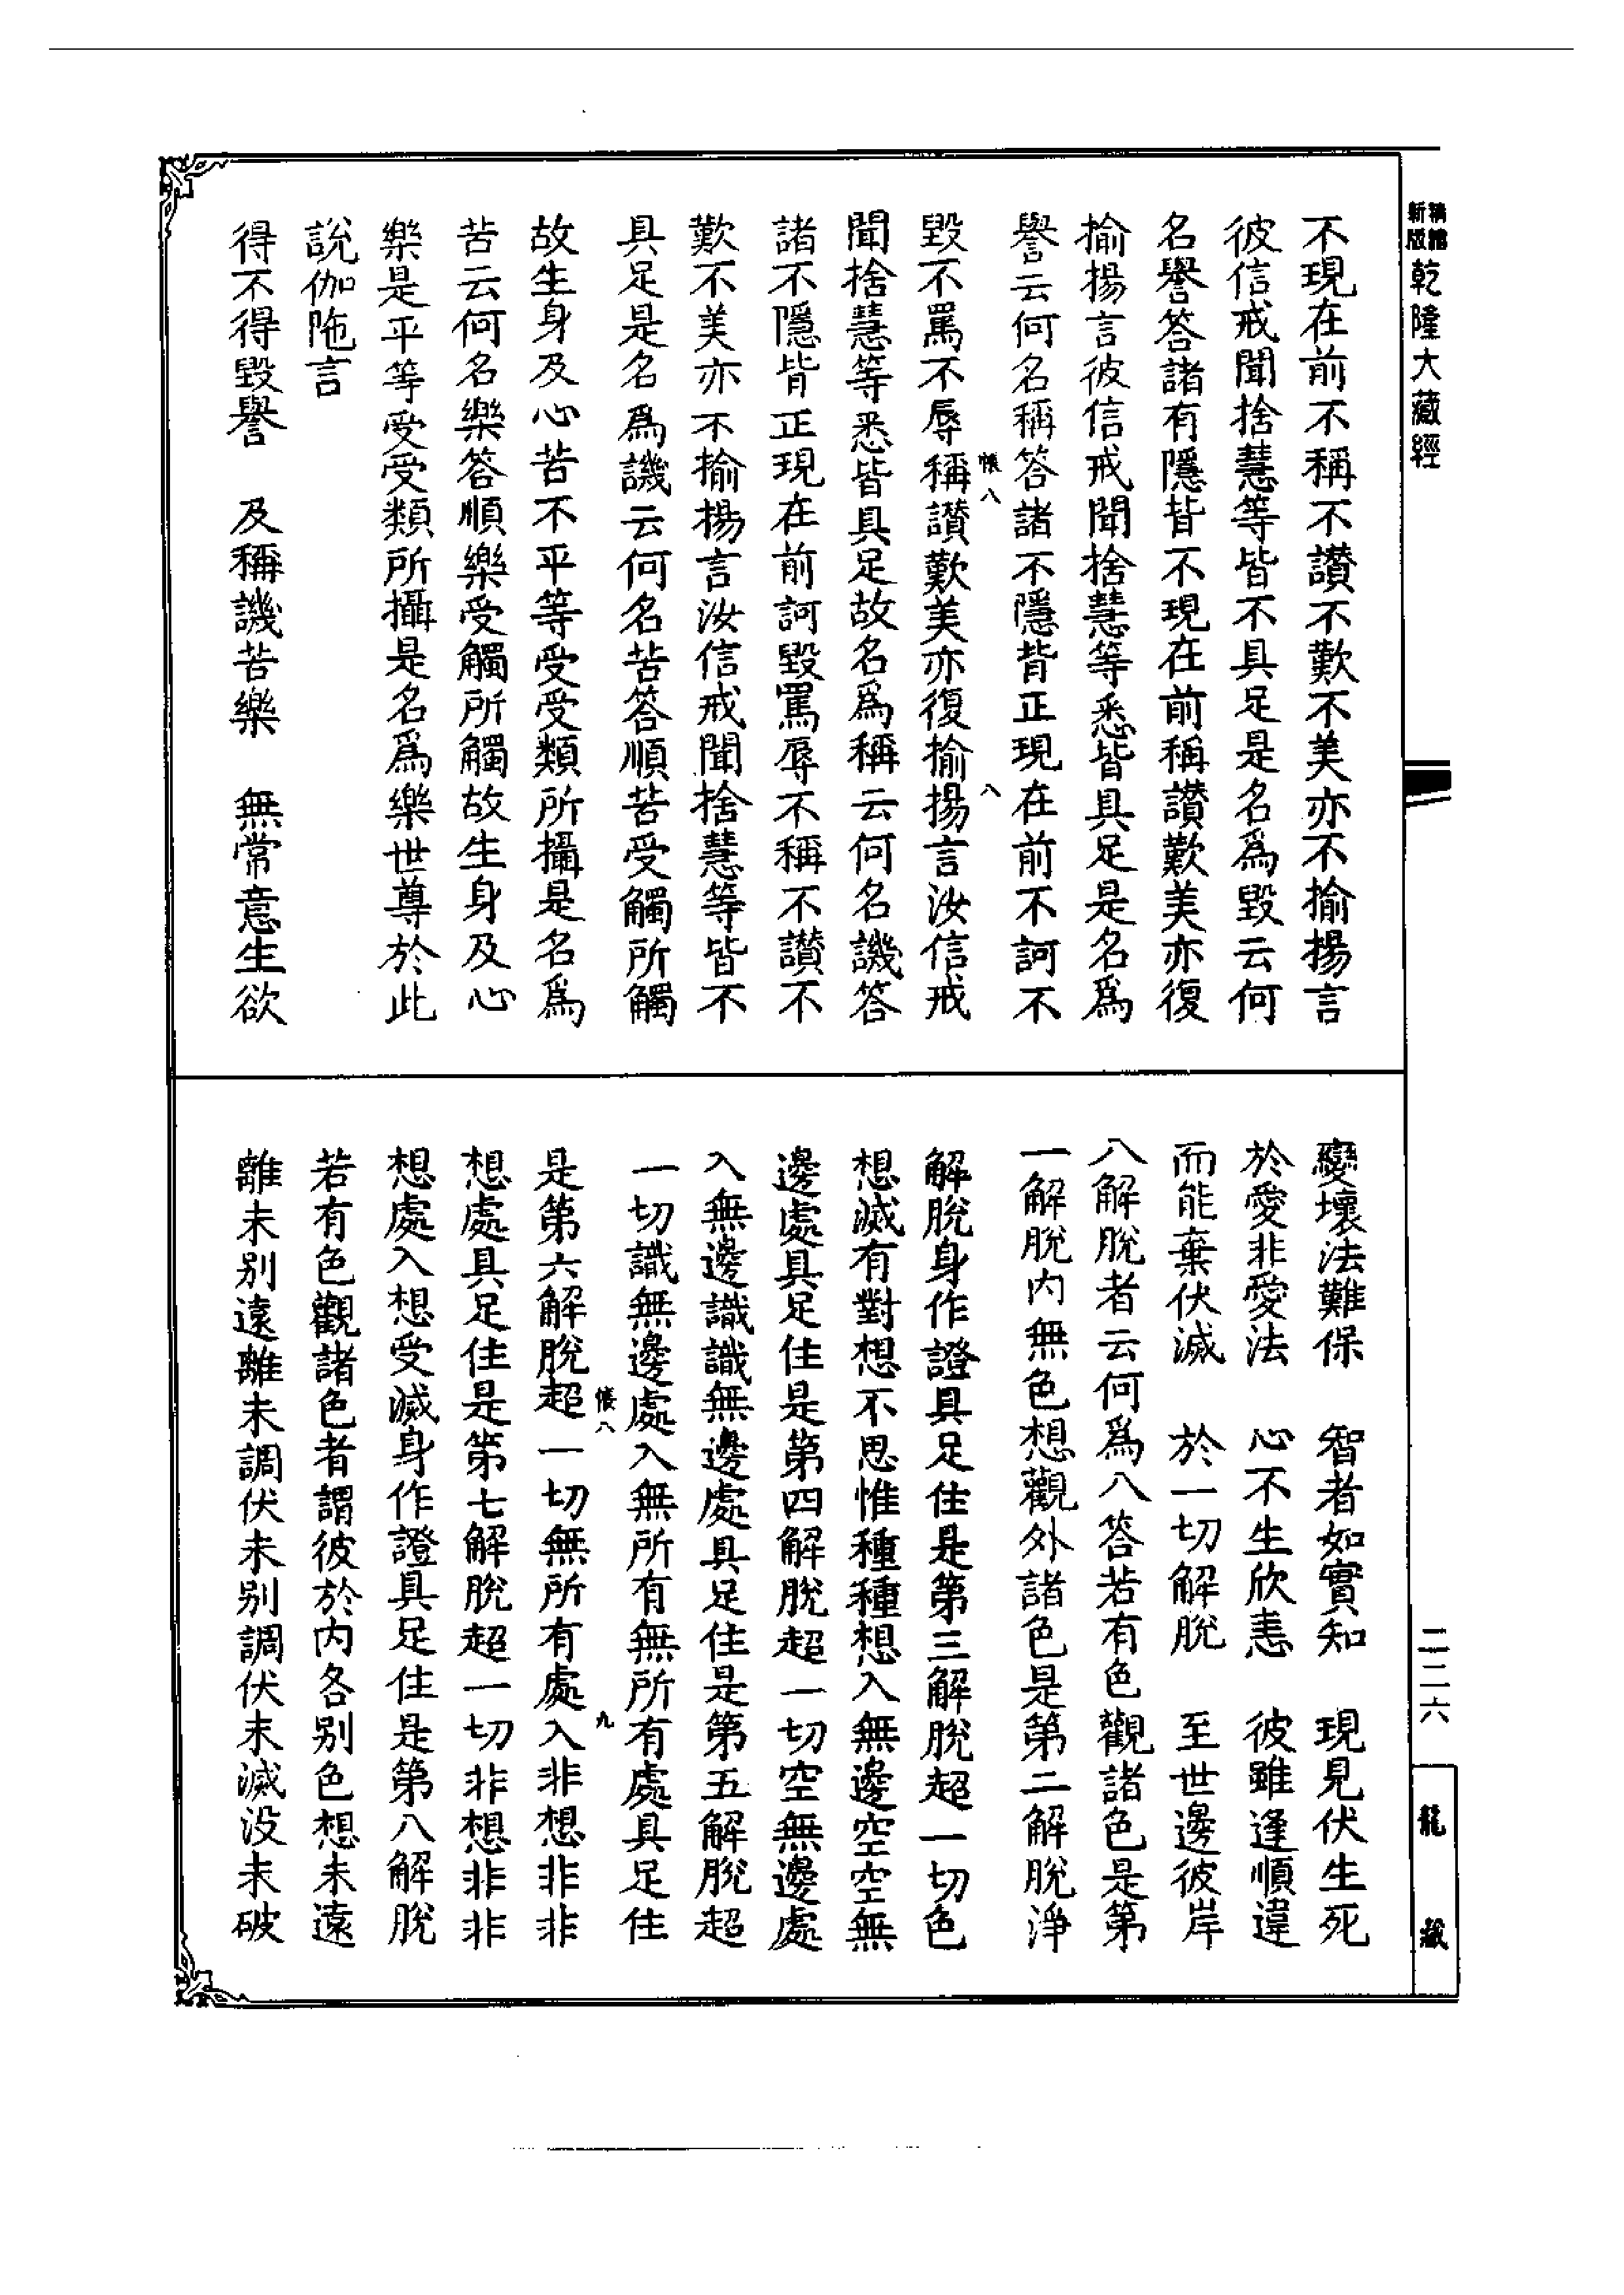 新版精縮乾隆大藏經
不現在前不稱不讚不歎不美亦不揄揚言
彼信戒聞捨慧等皆不具足是名為毀云何
名譽答諸有隱皆不現在前稱讚歎美亦復
揄揚言彼信戒聞捨慧等悉皆具足是名為
譽云何名稱答諸不隱皆正現在前不訶不
帙八
八
毀不罵不辱稱讚歎美亦復揄揚言汝信戒
聞捨慧等悉皆具足故名為稱云何名譏答
諸不隱皆正現在前訶毀罵辱不稱不讚不
歎不美亦不揄揚言汝信戒聞捨慧等皆不
具足是名為譏云何名苦答順苦受觸所觸
故生身及心苦不平等受受類所攝是名為
苦云何名樂答順樂受觸所觸故生身及心
樂是平等受受類所攝是名為樂世尊於此
說伽陁言
得不得毀譽　及稱譏苦樂　無常意生欲
變壞法難保　智者如實知　現見伏生死
於愛非愛法　心不生欣恚　彼雖逢順違
而能棄伏滅　於一切解脫　至世邊彼岸
八解脫者云何為八答若有色觀諸色是第
一解脫内無色想觀外諸色是第二解脫淨
解脫身作證具足住是第三解脫超一切色
想滅有對想不思惟種種想入無邊空空無
邊處具足住是第四解脫超一切空無邊處
入無邊識識無邊處具足住是第五解脫超
一切識無邊處入無所有無所有處具足住
帙八
九
是第六解脫超一切無所有處入非想非非
想處具足住是第七解脫超一切非想非非
想處入想受滅身作證具足住是第八解脫
若有色觀諸色者謂彼於内各別色想未遠
離未別遠離未調伏未別調伏未滅没未破
二二六
龍藏